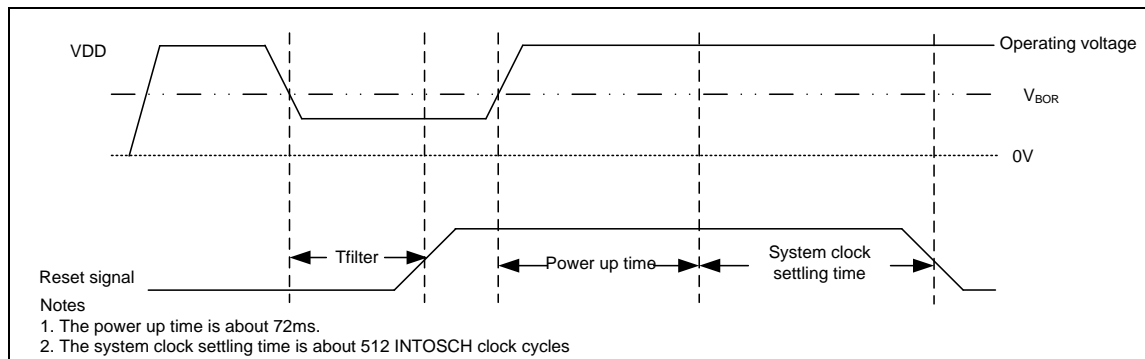 VDD
Operating voltage
VBOR
0V
Tfilter
Power up time
System clock
settling time
Reset signal
Notes
1. The power up time is about 72ms.
2. The system clock settling time is about 512 INTOSCH clock cycles